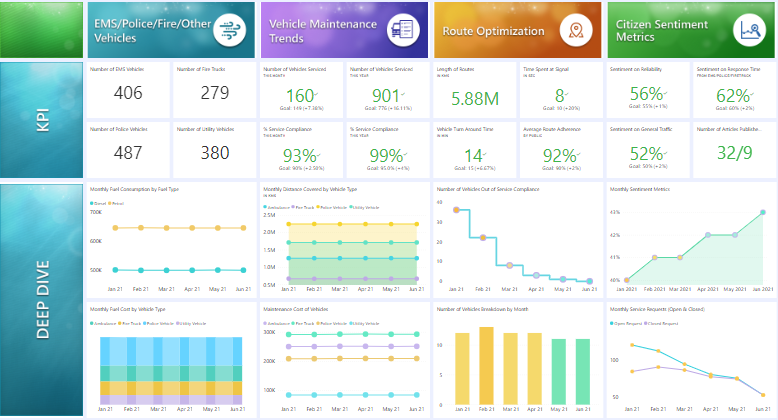 EMS/Police/Fire/Other
Vehicles
Vehicle Maintenance
Trends
Route Optimization
Citizen Sentiment
Metrics
KPI
Number of EMS Vehicles
406
Number of Fire Trucks
279
Number of Vehicles Serviced
THIS MONTH
160
Goal: 149 (+7.38%)
Number of Vehicles Serviced
THIS YEAR
901
Goal: 776 (+16.11%)
Length of Routes
IN KMS
5.88M
Time Spent at Signal
IN SEC
8
Goal: 10 (+20%)
Sentiment on Reliability
56%
Goal: 55% (+1%)
Sentiment on Response Time
62%
Goal: 60% (+2%)
Number of Police Vehicles
487
Number of Utility Vehicles
380
% Service Compliance
THIS MONTH
93%
Goal: 90% (+2.58%)
% Service Compliance
THIS YEAR
99%
Goal: 95.0% (+4%)
Vehicle Turn Around Time
IN MIN
14
Goal: 15 (+6.67%)
Average Route Adherence
BY PUBLIC
92%
Goal: 90% (+2%)
Sentiment on General Traffic
52%
Goal: 50% (+2%)
Number of Articles Publishe...
32/9
DEEP DIVE
Monthly Fuel Consumption by Fuel Type
Diesel Petrol
700K
600K
500K
Jan 21 Feb 21 Mar 21 Apr 21 May 21 Jun 21
Monthly Distance Covered by Vehicle Type
IN KMS
Ambulance Fire Truck Police Vehicle Utility Vehicle
2.5M
2.0M
1.5M
1.0M
0.5M
Jan 21 Feb 21 Mar 21 Apr 21 May 21 Jun 21
Number of Vehicles Out of Service Compliance
40
30
20
10
0
Jan 21 Feb 21 Mar 21 Apr 21 May 21 Jun 21
Monthly Sentiment Metrics
43%
42%
41%
40%
Jan 2021 Feb 2021 Mar 2021 Apr 2021 May 2021 Jun 2021
Monthly Fuel Cost by Vehicle Type
Ambulance Fire Truck Police Vehicle Utility Vehicle
Jan 21 Feb 21 Mar 21 Apr 21 May 21 Jun 21
Maintenance Cost of Vehicles
Ambulance Fire Truck Police Vehicle Utility Vehicle
300K
200K
100K
Jan 21 Feb 21 Mar 21 Apr 21 May 21 Jun 21
Number of Vehicles Breakdown by Month
10
5
0
Jan 21 Feb 21 Mar 21 Apr 21 May 21 Jun 21
Monthly Service Requests (Open & Closed)
Open Request Closed Request
100
50
Jan 21 Feb 21 Mar 21 Apr 21 May 21 Jun 21